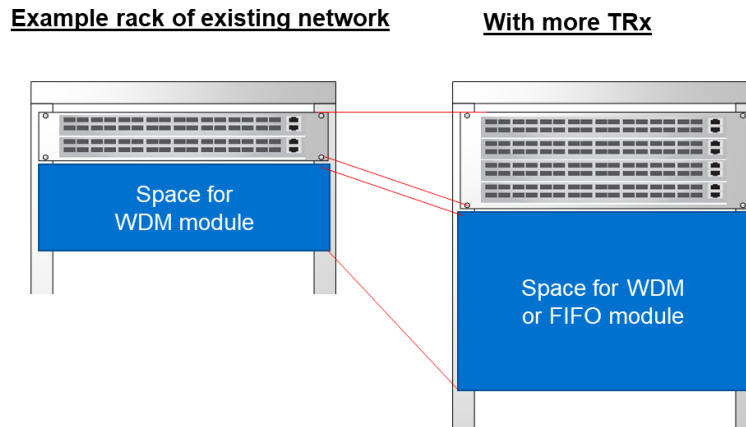 Example rack of existing network
With more TRx
Space for
WDM module
Space for WDM
or FIFO module